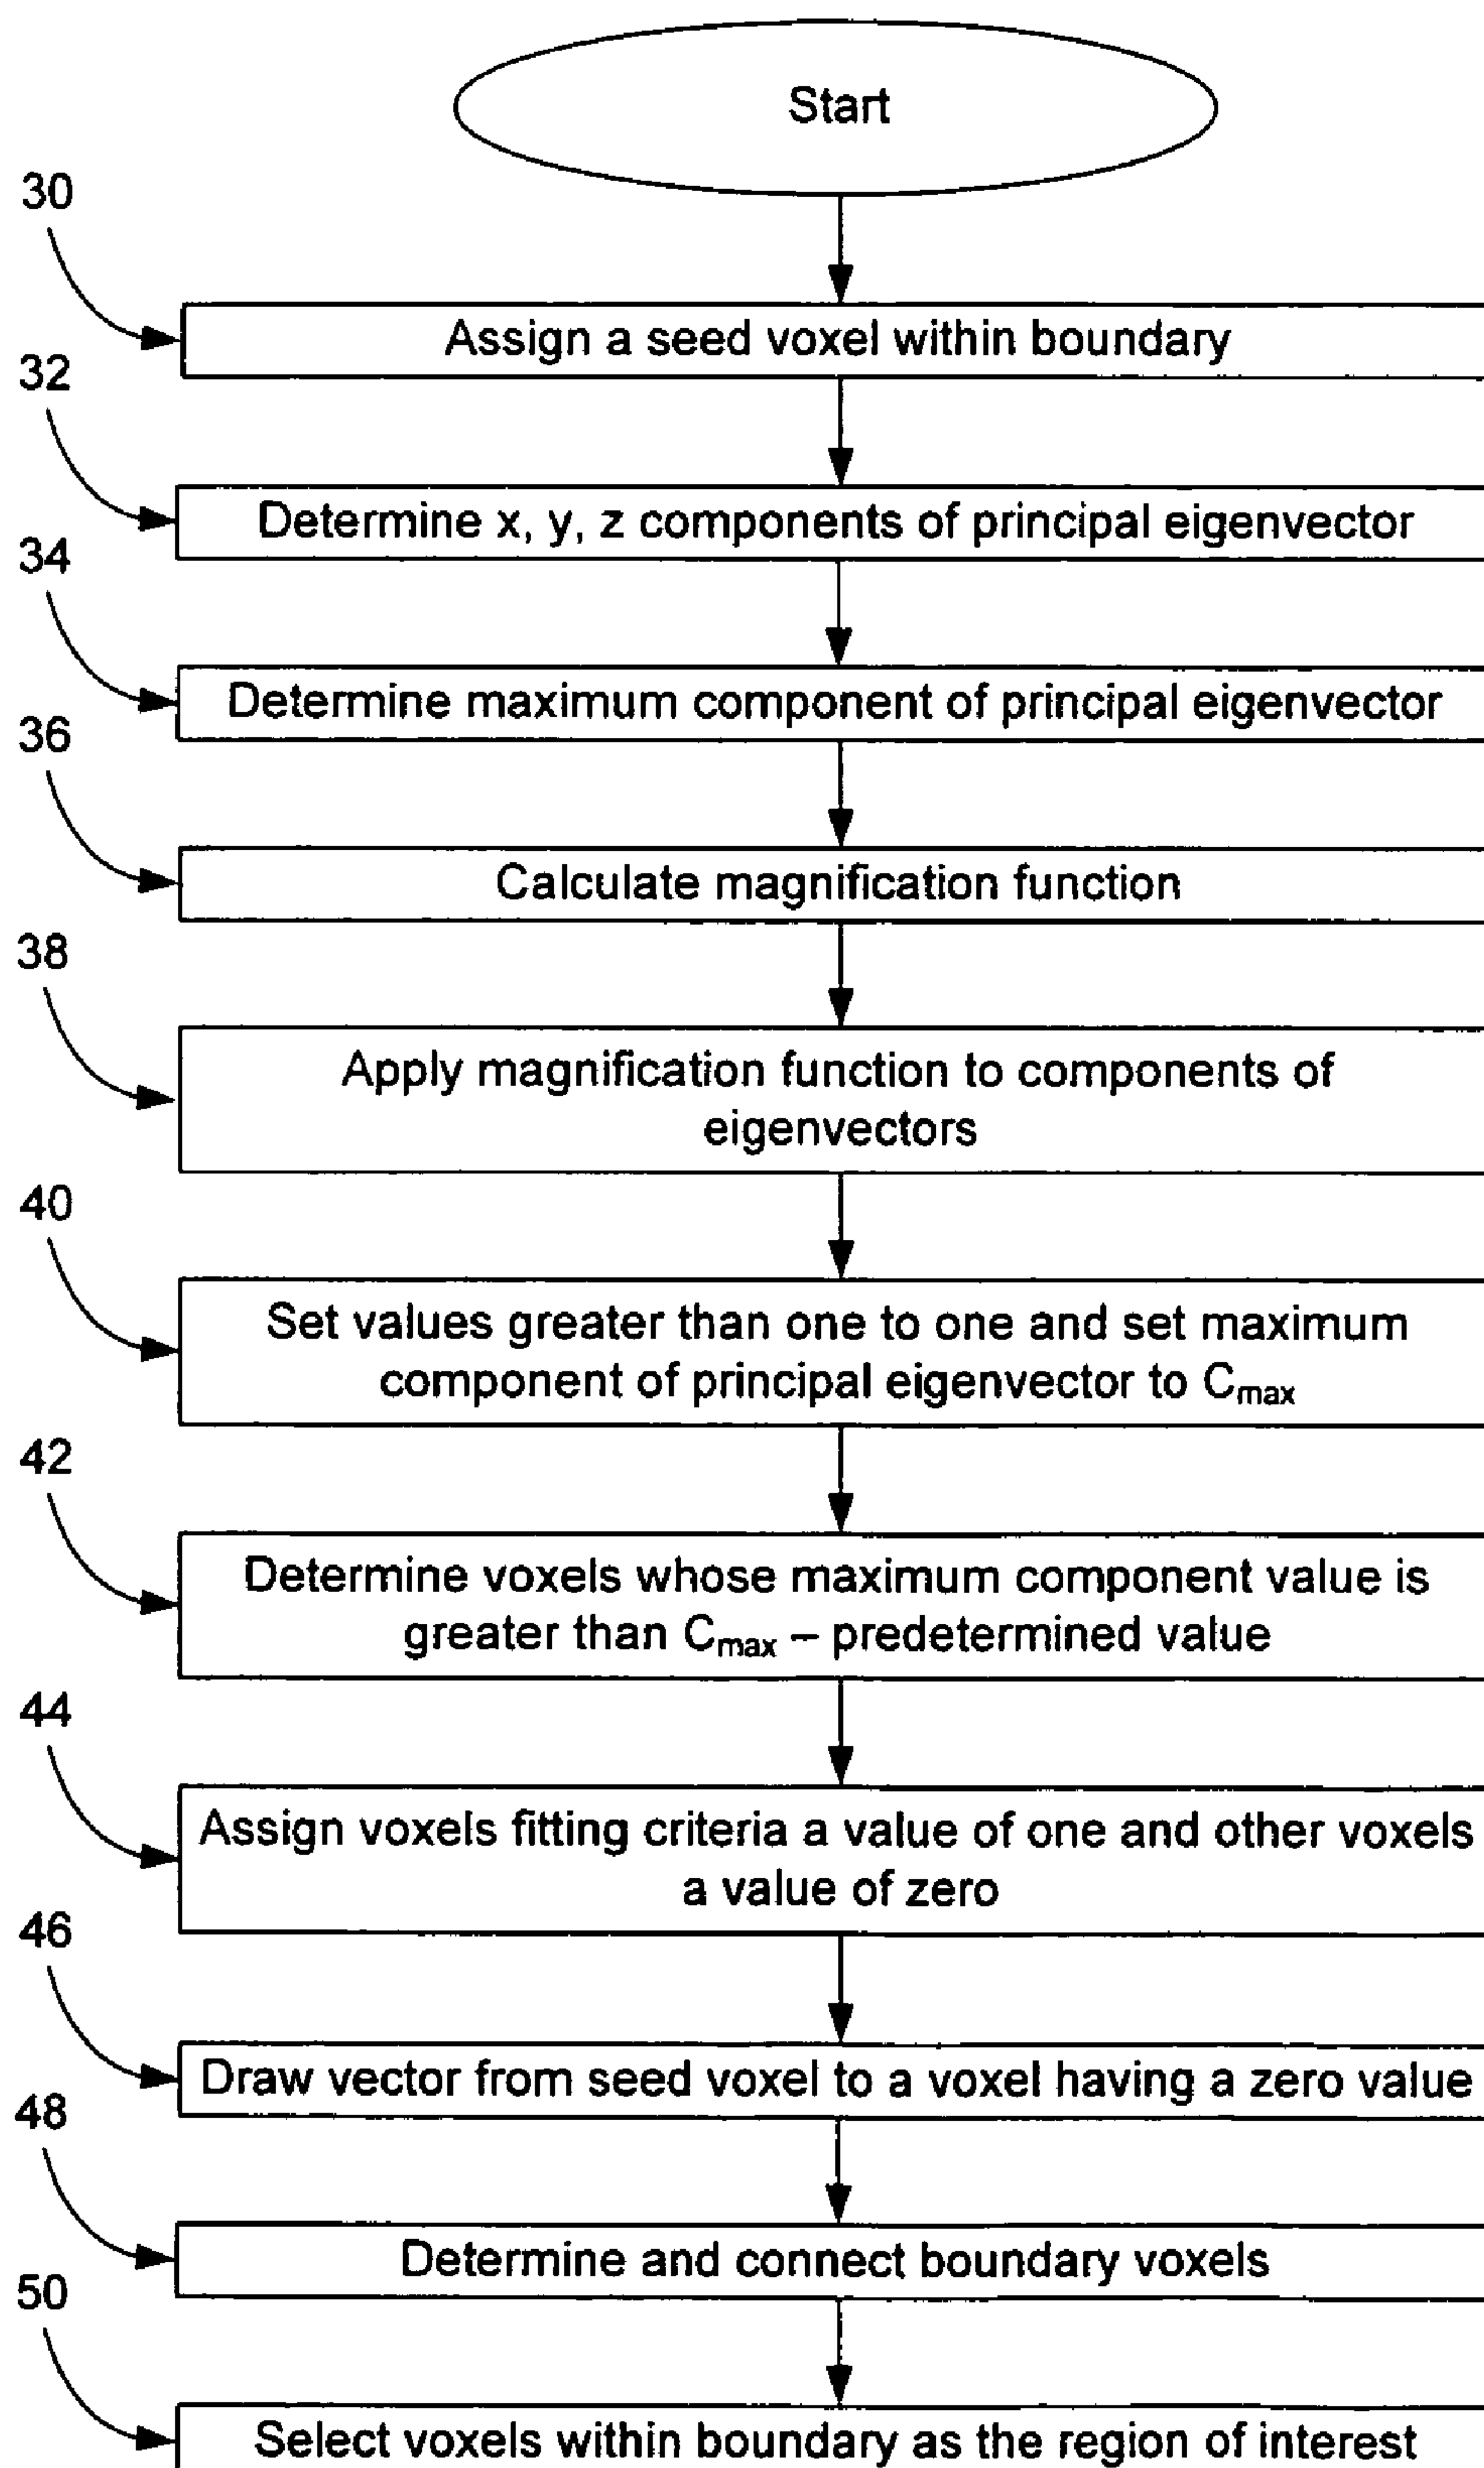 Start
30
Assign a seed voxel within boundary
32
Determine x, y, z components of principal eigenvector
34
Determine maximum component of principal eigenvector
36
Calculate magnification function
38
Apply magnification function to components of
eigenvectors
40
Set values greater than one to one and set maximum
component of principal eigenvector to Cmax
42
Determine voxels whose maximum component value is
greater than Cmax – predetermined value
44
Assign voxels fitting criteria a value of one and other voxels
a value of zero
46
Draw vector from seed voxel to a voxel having a zero value
48
Determine and connect boundary voxels
50
Select voxels within boundary as the region of interest